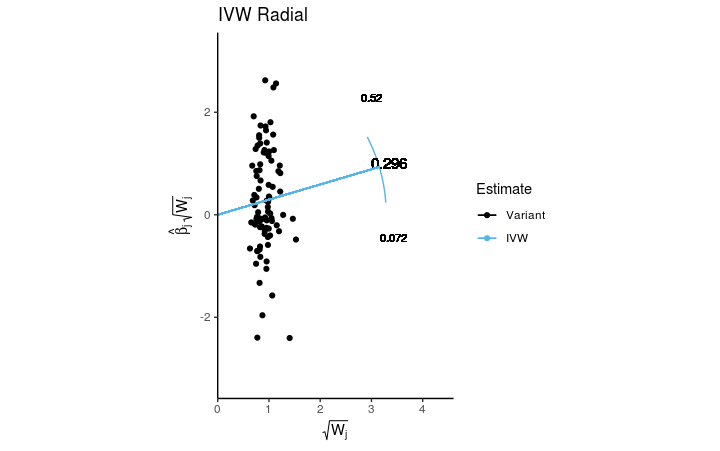 IVW Radial
2
0
-2
β̂ⱼ√Wⱼ
0.52
0.296
0.072
0 1 2 3 4
√Wⱼ
Estimate
Variant
IVW